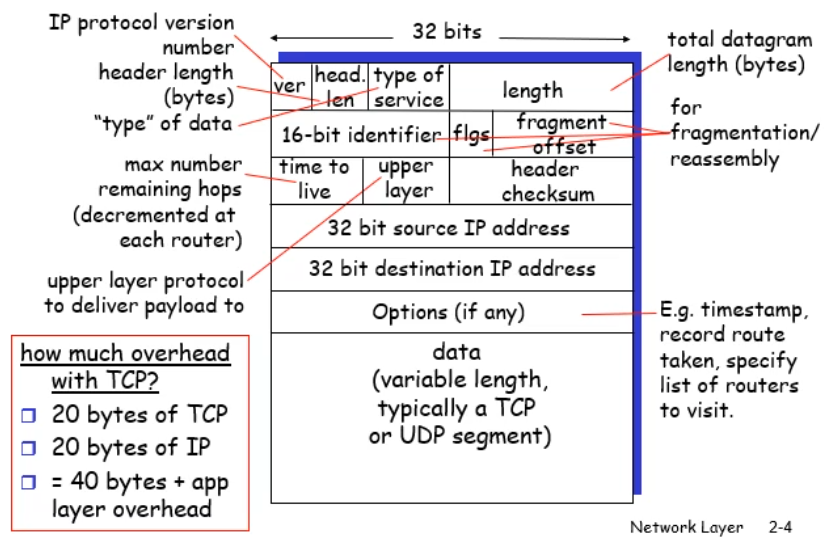 IP protocol version
number
header length
(bytes)
“type” of data
max number
remaining hops
(decremented at
each router)
upper layer protocol
to deliver payload to
how much overhead
with TCP?
20 bytes of TCP
20 bytes of IP
= 40 bytes + app
layer overhead
32 bits
ver
head.
len
type of
service
length
16-bit identifier
flgs
fragment
offset
time to
live
upper
layer
header
checksum
32 bit source IP address
32 bit destination IP address
Options (if any)
data
(variable length,
typically a TCP
or UDP segment)
total datagram
length (bytes)
for
fragmentation/
reassembly
E.g. timestamp,
record route
taken, specify
list of routers
to visit.
Network Layer 2-4